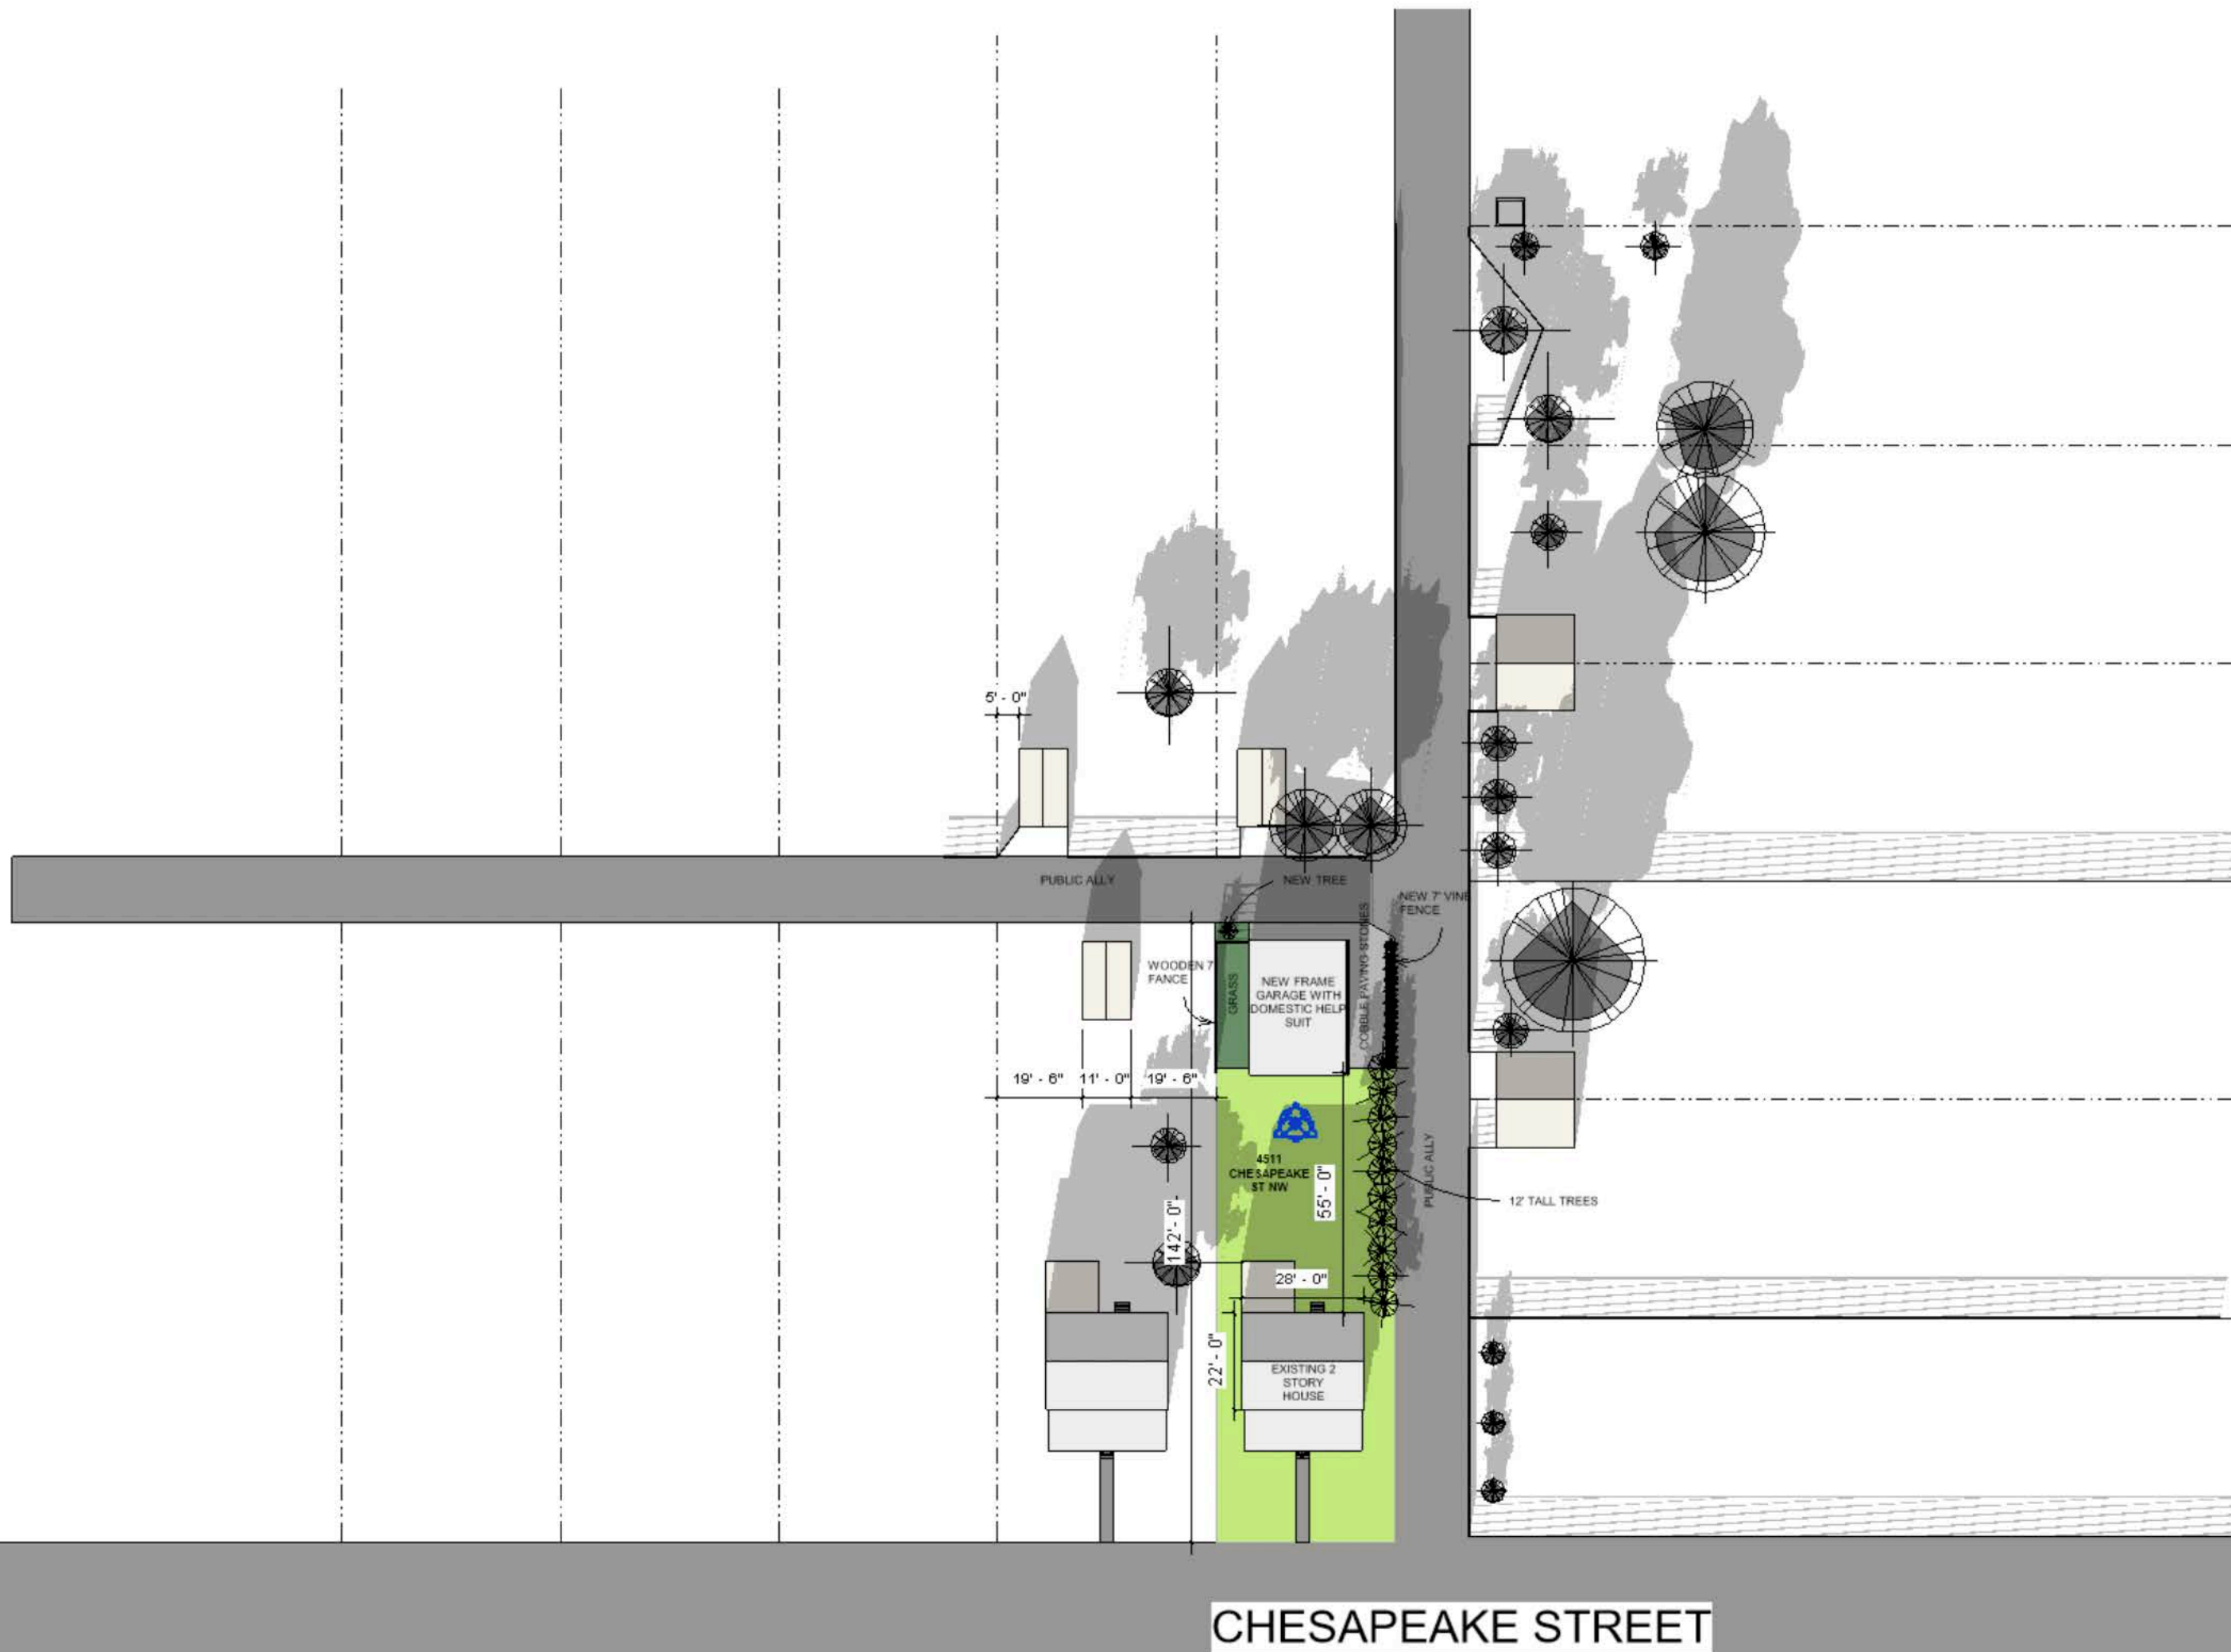 5' - 0"
PUBLIC ALLY
NEW TREE
NEW 7' VINE
FENCE
COBBLE PAVING STONES
WOODEN 7'
FANCE
GRASS
NEW FRAME
GARAGE WITH
DOMESTIC HELP
SUIT
19' - 6"
11' - 0"
19' - 6"
4511
CHESAPEAKE
ST NW
55' - 0"
PUBLIC ALLY
12' TALL TREES
142' - 0"
28' - 0"
22' - 0"
EXISTING 2
STORY
HOUSE
CHESAPEAKE STREET